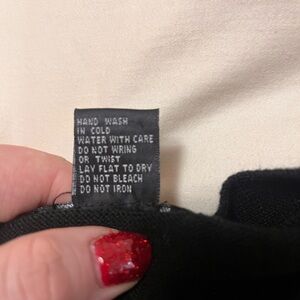 HAND WASH
IN COLD
WATER WITH CARE
DO NOT WRING
OR TWIST
LAY FLAT TO DRY
DO NOT BLEACH
DO NOT IRON